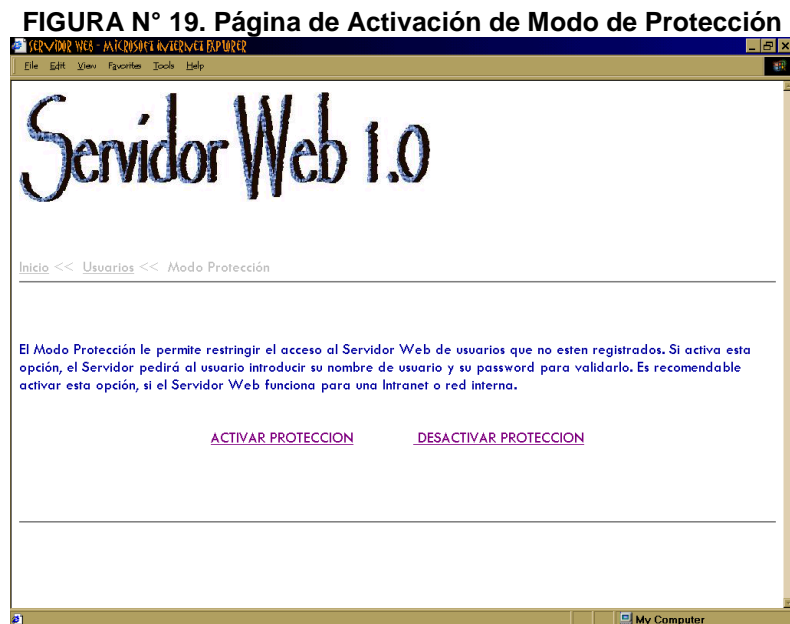 FIGURA N° 19. Página de Activación de Modo de Protección
SERVIDOR WEB - MICROSOFT INTERNET EXPLORER
File Edit View Favorites Tools Help
Servidor Web 1.0
Inicio << Usuarios << Modo Protección
El Modo Protección le permite restringir el acceso al Servidor Web de usuarios que no esten registrados. Si activa esta
opción, el Servidor pedirá al usuario introducir su nombre de usuario y su password para validarlo. Es recomendable
activar esta opción, si el Servidor Web funciona para una Intranet o red interna.
ACTIVAR PROTECCION DESACTIVAR PROTECCION
My Computer